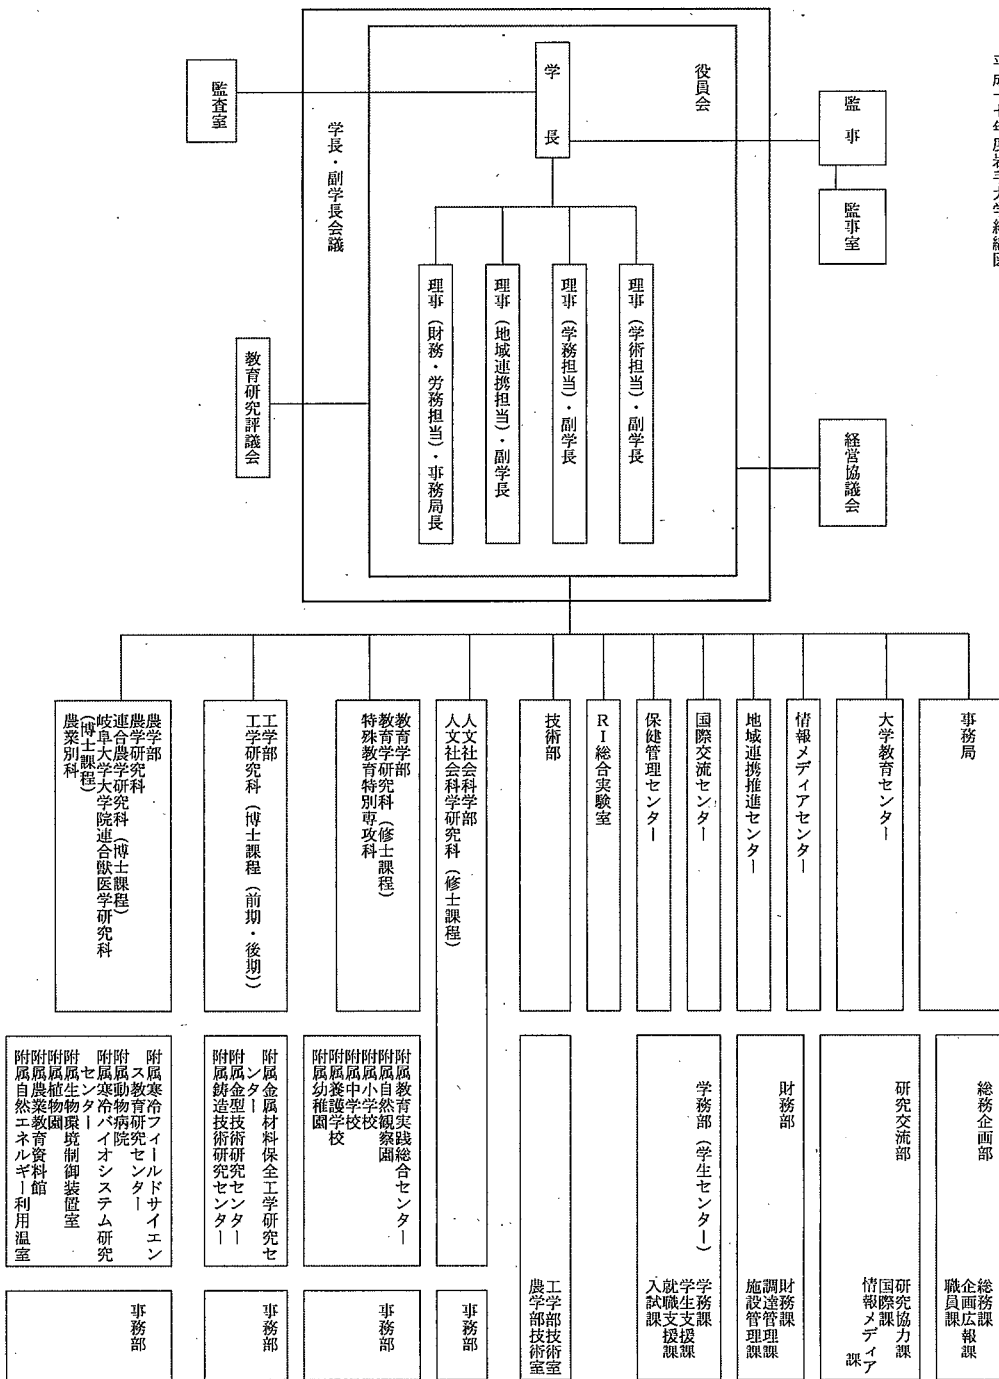 平成十七年度岩手大学組織図
監事
監事室
経営協議会
役員会
学長
理事（学術担当）・副学長
理事（学務担当）・副学長
理事（地域連携担当）・副学長
理事（財務・労務担当）・事務局長
学長・副学長会議
監査室
教育研究評議会
事務局
大学教育センター
情報メディアセンター
地域連携推進センター
国際交流センター
保健管理センター
ＲＩ総合実験室
技術部
人文社会科学部
人文社会科学研究科（修士課程）
教育学部
教育学研究科（修士課程）
特殊教育特別専攻科
工学部
工学研究科（博士課程（前期・後期））
農学部
農学研究科
連合農学研究科（博士課程）
岐阜大学大学院連合獣医学研究科
（博士課程）
農業別科
総務企画部
総務課
企画広報課
職員課
研究交流部
研究協力課
国際課
情報メディア
課
財務部
財務課
調達管理課
施設管理課
学務部（学生センター）
学務課
学生支援課
就職支援課
入試課
工学部技術室
農学部技術室
事務部
附属教育実践総合センター
附属自然観察園
附属小学校
附属中学校
附属養護学校
附属幼稚園
事務部
附属金属材料保全工学研究セ
ンター
附属金型技術研究センター
附属鋳造技術研究センター
事務部
附属寒冷フィールドサイエン
ス教育研究センター
附属動物病院
附属寒冷バイオシステム研究
センター
附属生物環境制御装置室
附属植物園
附属農業教育資料館
附属自然エネルギー利用温室
事務部